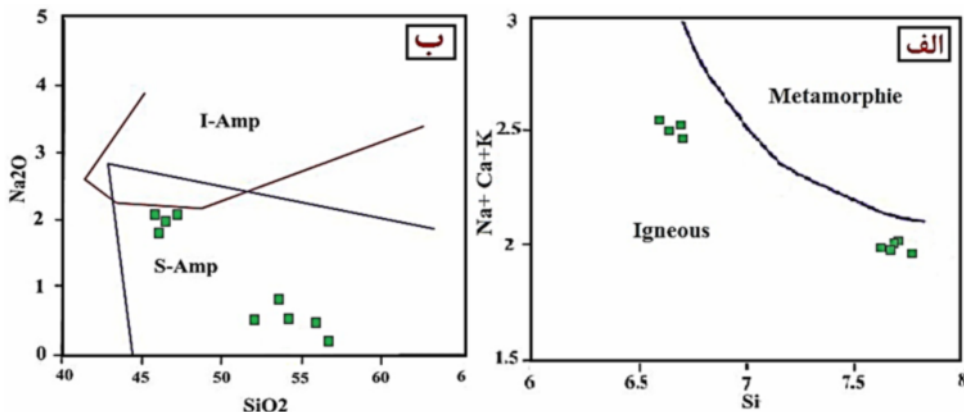 ب
5
4
3
2
1
0
Na2O
I-Amp
S-Amp
40
45
50
55
60
6
SiO2
الف
3
2.5
2
1.5
Na+ Ca+K
Metamorphie
Igneous
6
6.5
7
7.5
8
Si